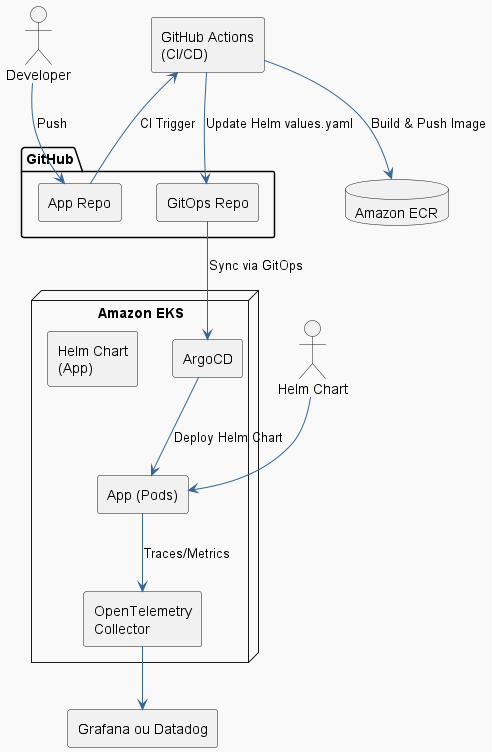 GitHub Actions
(CI/CD)
Developer
Push
CI Trigger
Update Helm values.yaml
Build & Push Image
GitHub
App Repo
GitOps Repo
Amazon ECR
Sync via GitOps
Amazon EKS
Helm Chart
(App)
ArgoCD
Helm Chart
Deploy Helm Chart
App (Pods)
Traces/Metrics
OpenTelemetry
Collector
Grafana ou Datadog